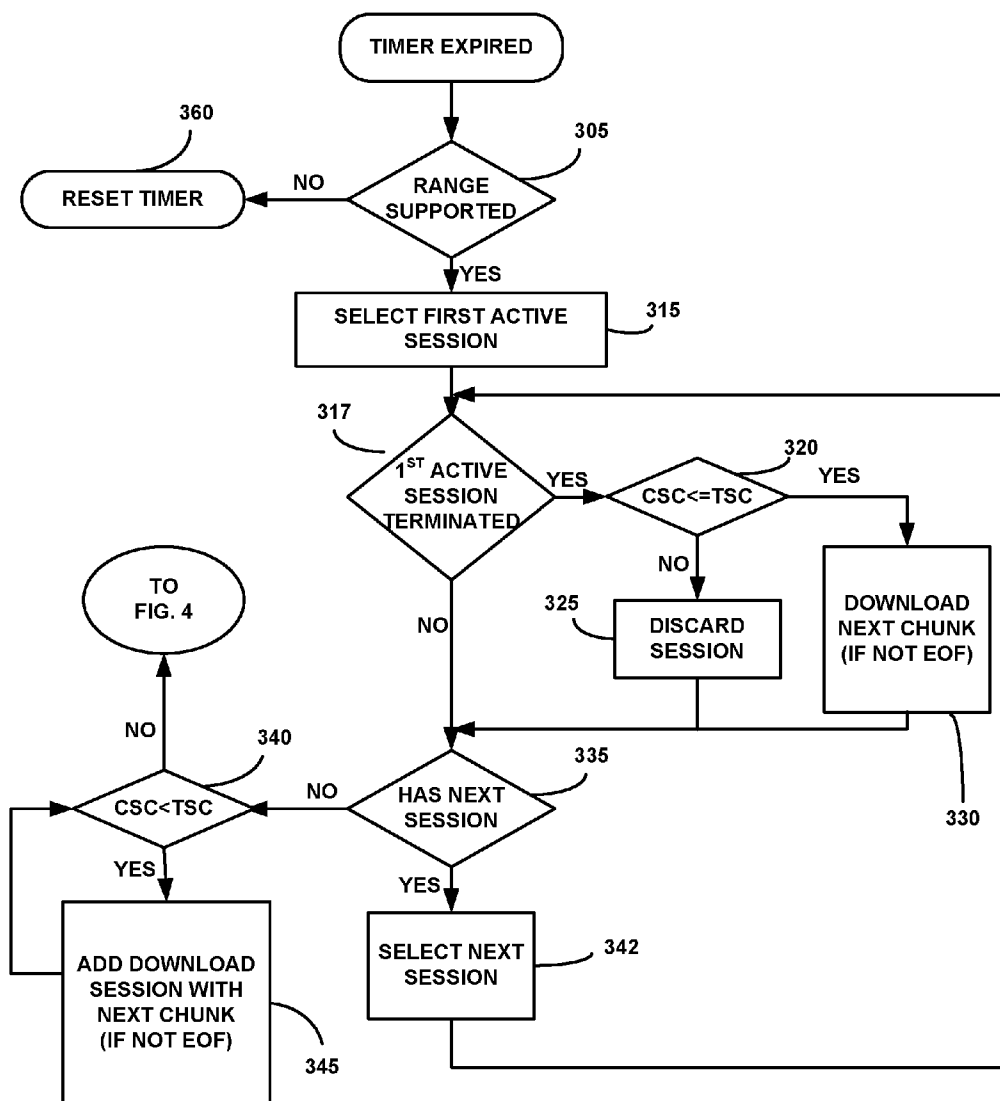 TIMER EXPIRED
360
305
NO
RESET TIMER
RANGE
SUPPORTED
YES
SELECT FIRST ACTIVE
SESSION
315
317
1ST ACTIVE
SESSION
TERMINATED
YES
320
CSC<=TSC
YES
NO
NO
TO
FIG. 4
325
DISCARD
SESSION
DOWNLOAD
NEXT CHUNK
(IF NOT EOF)
330
NO
340
335
CSC<TSC
NO
HAS NEXT
SESSION
YES
YES
ADD DOWNLOAD
SESSION WITH
NEXT CHUNK
(IF NOT EOF)
345
SELECT NEXT
SESSION
342